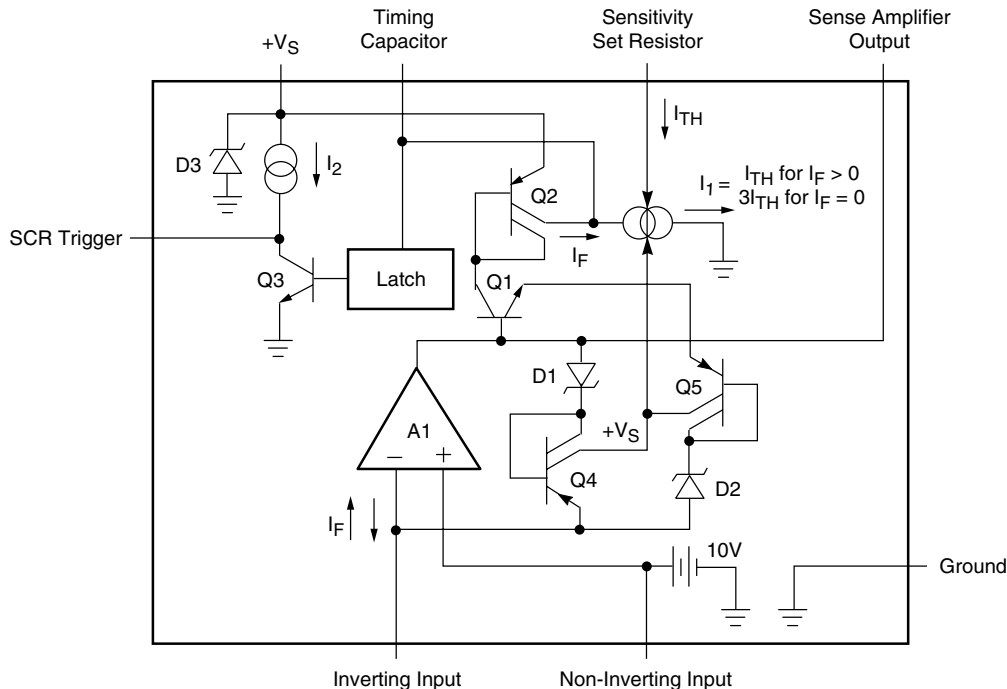 Timing
Capacitor
Sensitivity
Set Resistor
Sense Amplifier
Output
+VS
ITH
D3
I2
Q2
I1 = ITH for IF > 0
3ITH for IF = 0
SCR Trigger
IF
Q3
Latch
Q1
D1
Q5
A1
+VS
− +
Q4
D2
IF
10V
Ground
Inverting Input
Non-Inverting Input